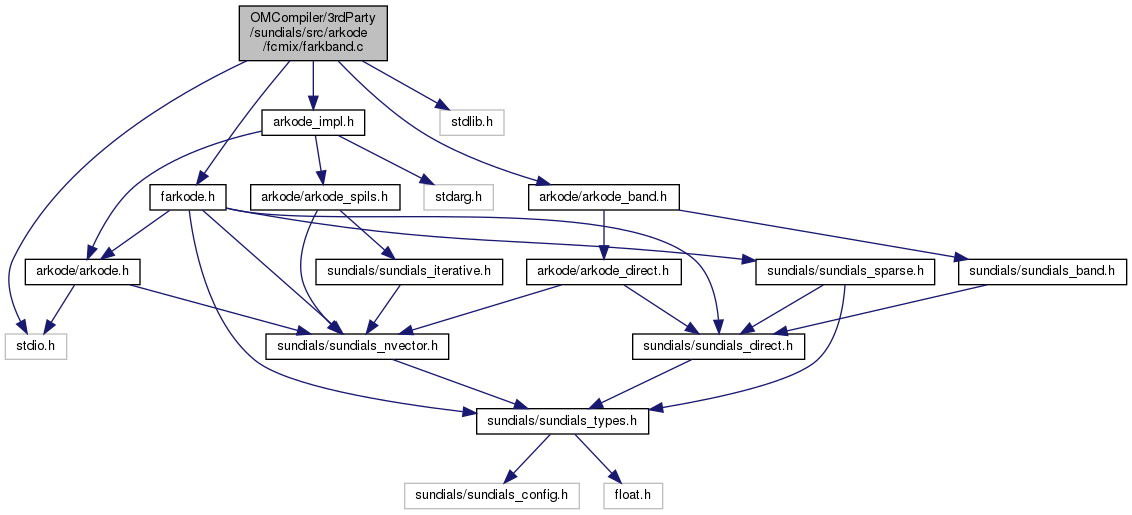 OMCompiler/3rdParty
/sundials/src/arkode
/fcmix/farkband.c
arkode_impl.h
stdlib.h
farkode.h
arkode/arkode_spils.h
stdarg.h
arkode/arkode_band.h
arkode/arkode.h
sundials/sundials_iterative.h
arkode/arkode_direct.h
sundials/sundials_sparse.h
sundials/sundials_band.h
stdio.h
sundials/sundials_nvector.h
sundials/sundials_direct.h
sundials/sundials_types.h
sundials/sundials_config.h
float.h